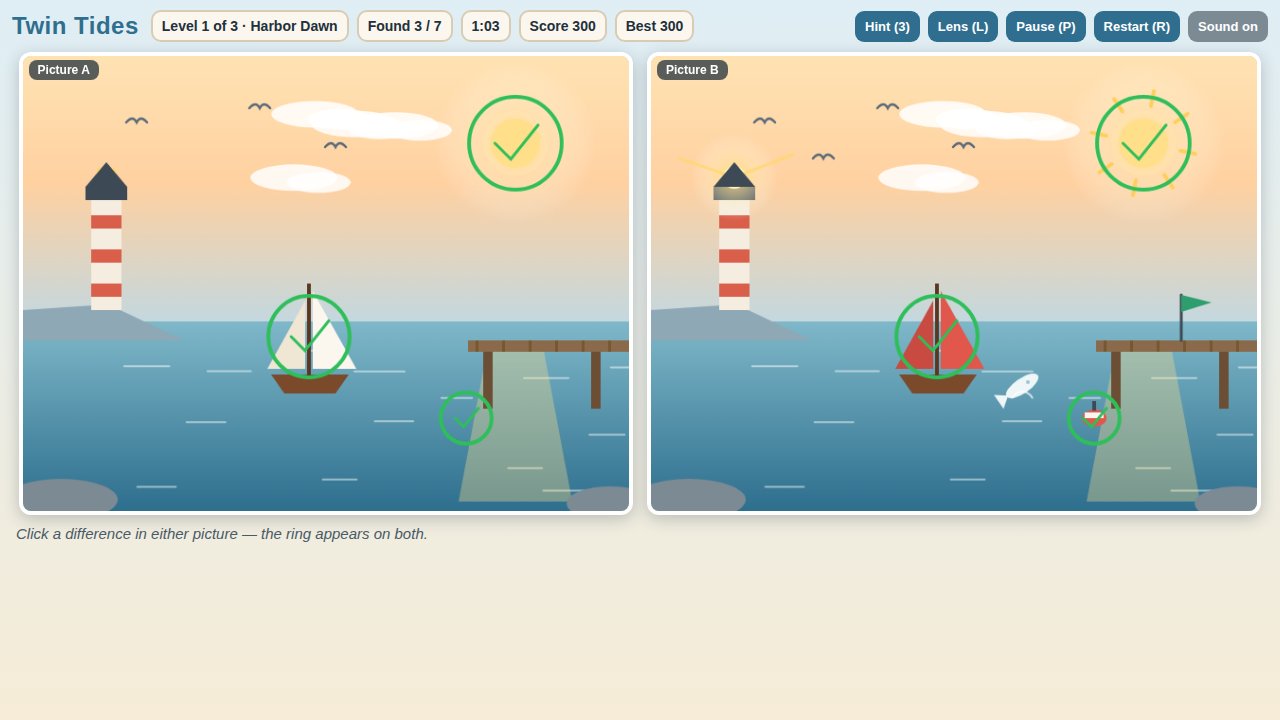 Twin Tides
Level 1 of 3 · Harbor Dawn
Found 3 / 7
1:03
Score 300
Best 300
Hint (3)
Lens (L)
Pause (P)
Restart (R)
Sound on
Picture A
Picture B
Click a difference in either picture — the ring appears on both.